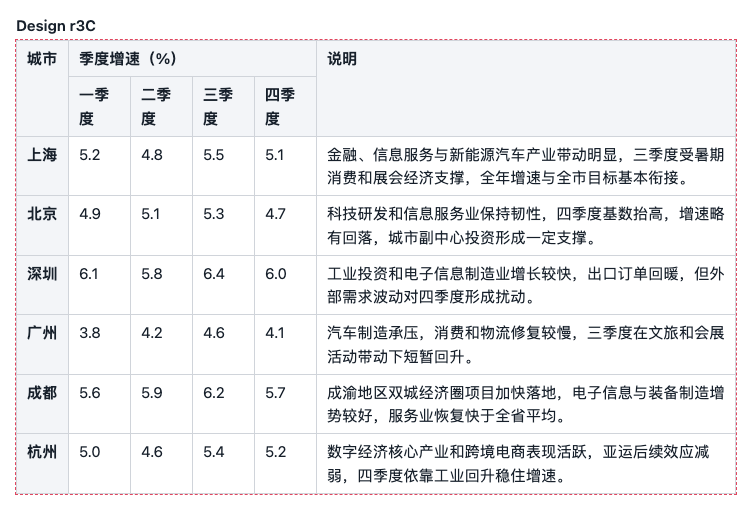 Design r3C
城市 季度增速（%） 说明
一季度 二季度 三季度 四季度
上海 5.2 4.8 5.5 5.1 金融、信息服务与新能源汽车产业带动明显，三季度受暑期
消费和展会经济支撑，全年增速与全市目标基本衔接。
北京 4.9 5.1 5.3 4.7 科技研发和信息服务业保持韧性，四季度基数抬高，增速略
有回落，城市副中心投资形成一定支撑。
深圳 6.1 5.8 6.4 6.0 工业投资和电子信息制造业增长较快，出口订单回暖，但外
部需求波动对四季度形成扰动。
广州 3.8 4.2 4.6 4.1 汽车制造承压，消费和物流修复较慢，三季度在文旅和会展
活动带动下短暂回升。
成都 5.6 5.9 6.2 5.7 成渝地区双城经济圈项目加快落地，电子信息与装备制造增
势较好，服务业恢复快于全省平均。
杭州 5.0 4.6 5.4 5.2 数字经济核心产业和跨境电商表现活跃，亚运后续效应减
弱，四季度依靠工业回升稳住增速。